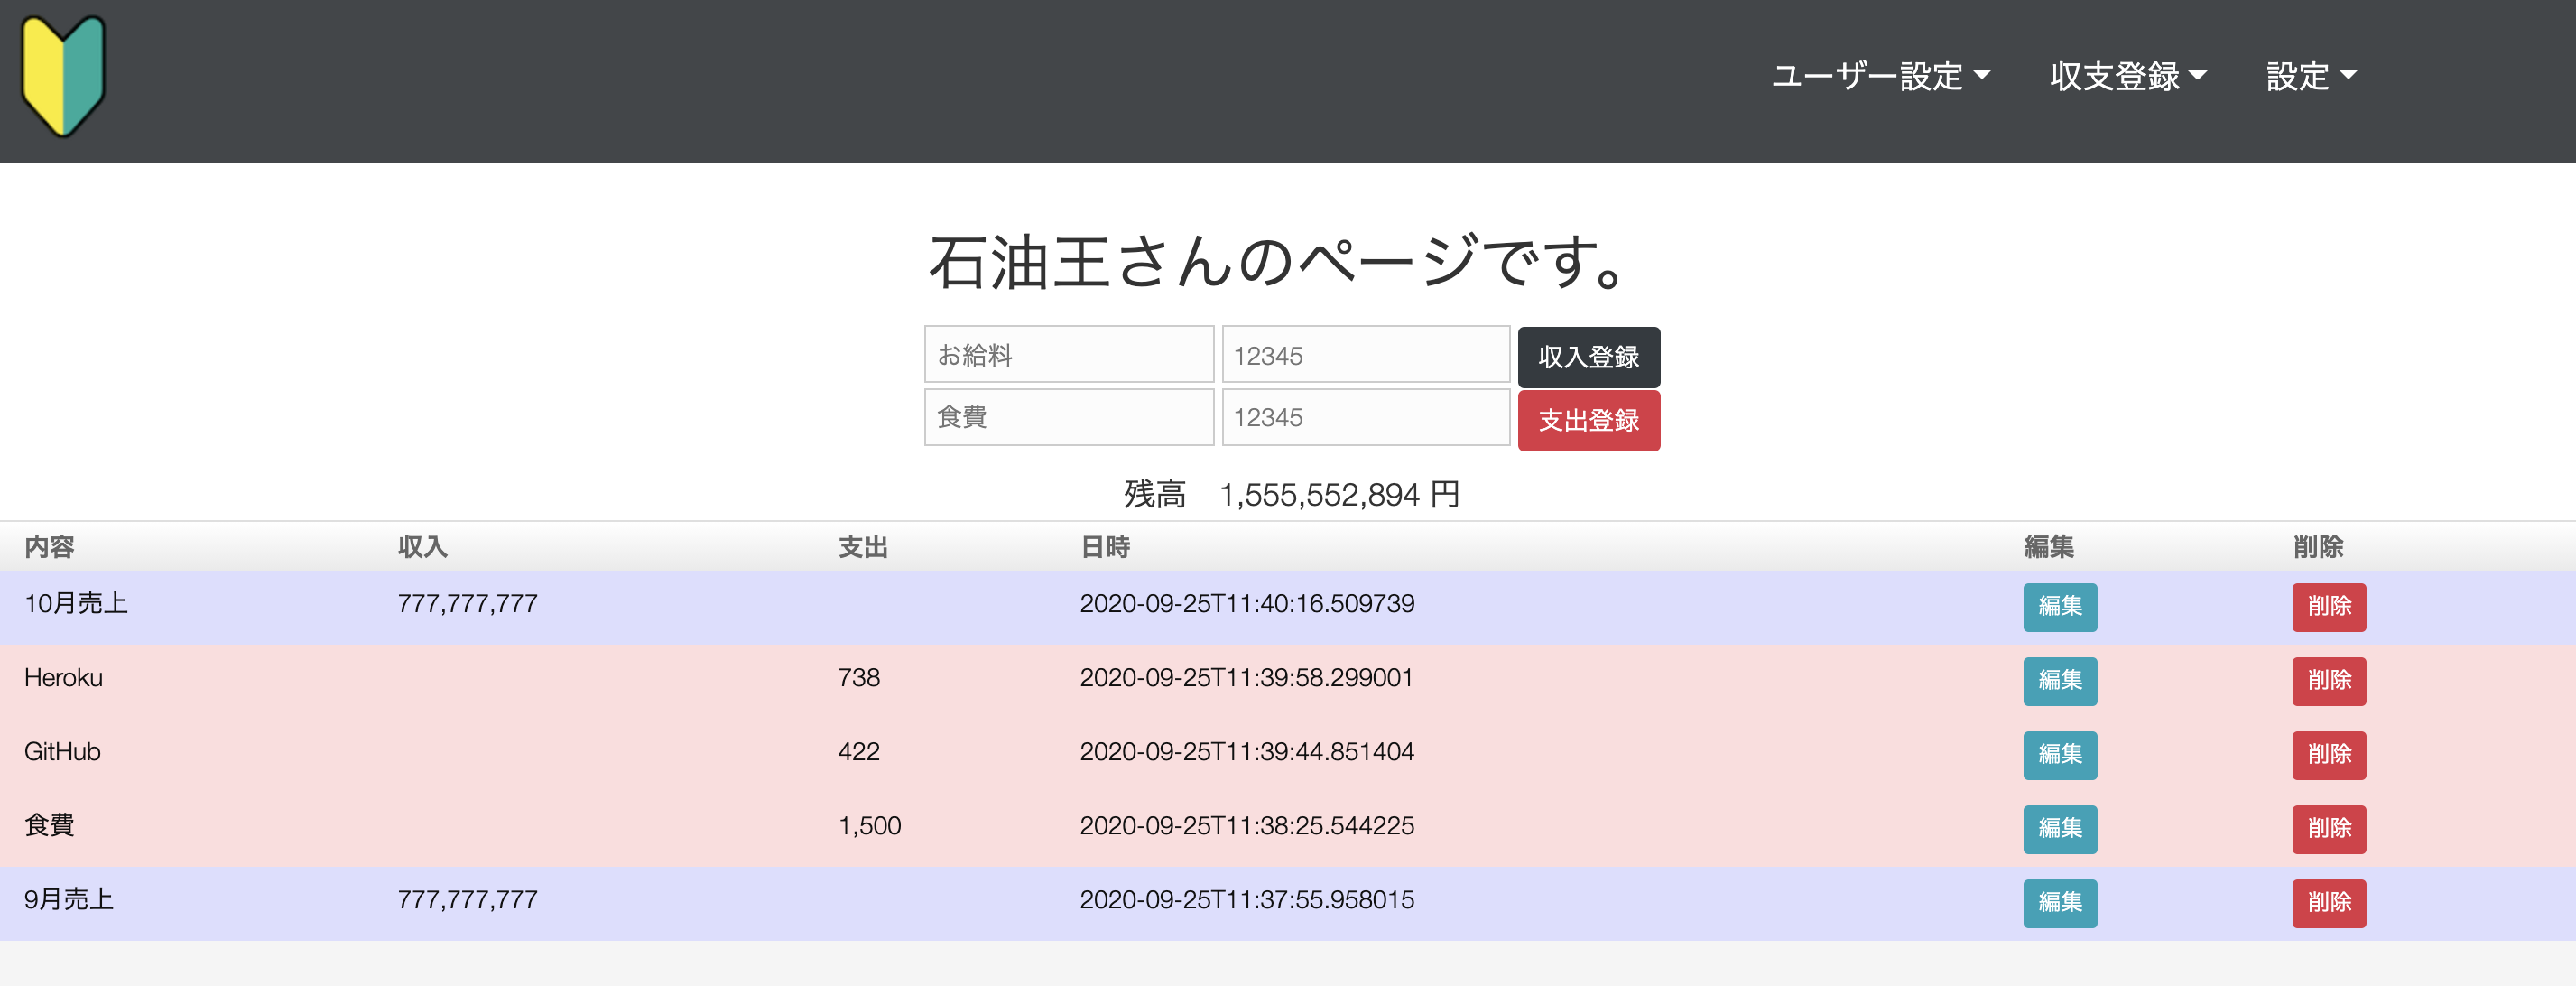 ユーザー設定 収支登録 設定
石油王さんのページです。
お給料 12345 収入登録
食費 12345 支出登録
残高 1,555,552,894 円
内容 収入 支出 日時 編集 削除
10月売上 777,777,777 2020-09-25T11:40:16.509739 編集 削除
Heroku 738 2020-09-25T11:39:58.299001 編集 削除
GitHub 422 2020-09-25T11:39:44.851404 編集 削除
食費 1,500 2020-09-25T11:38:25.544225 編集 削除
9月売上 777,777,777 2020-09-25T11:37:55.958015 編集 削除